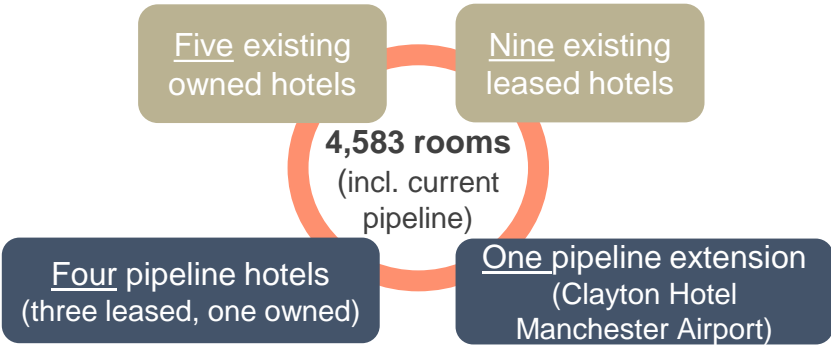 Five existing
owned hotels
Nine existing
leased hotels
4,583 rooms
(incl. current
pipeline)
Four pipeline hotels
(three leased, one owned)
One pipeline extension
(Clayton Hotel
Manchester Airport)